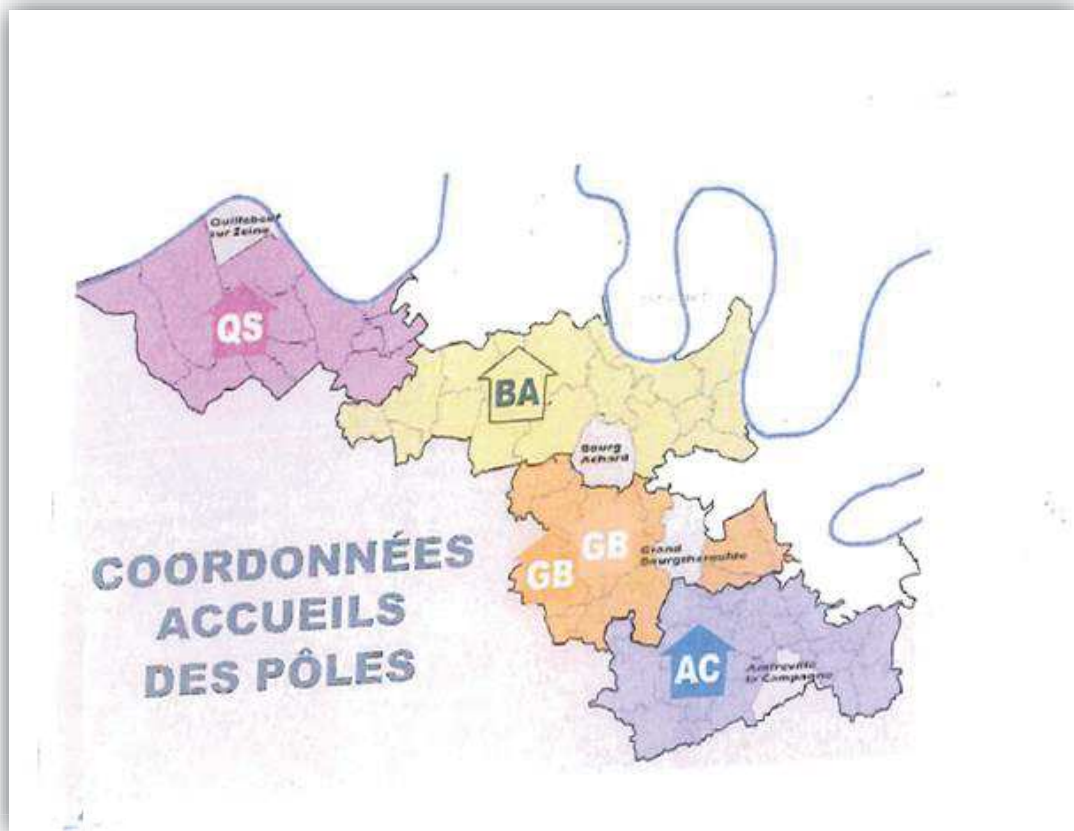 Quillebeuf
sur Seine
QS
BA
Bourg
Achard
GB
GB
Grand
Bourgtheroulde
COORDONNÉES
ACCUEILS
DES PÔLES
AC
Amfreville
la Campagne